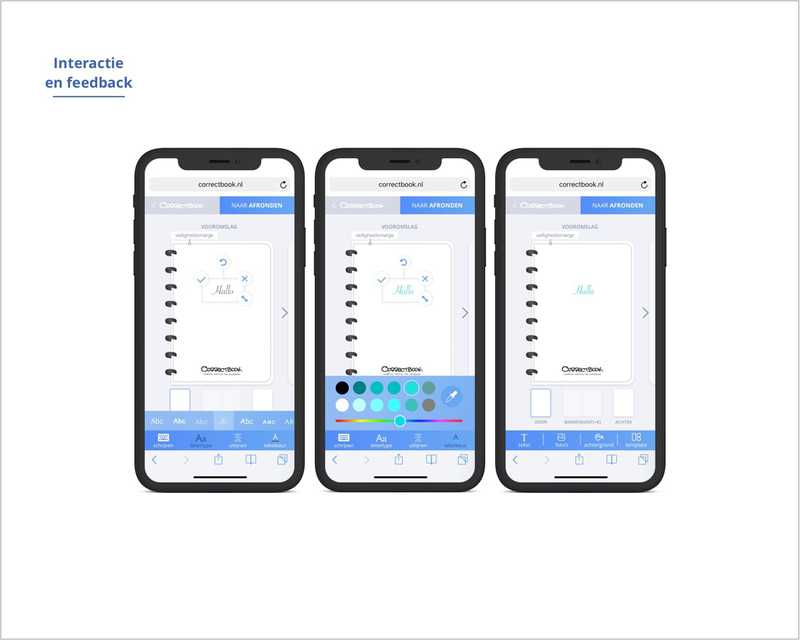 Interactie
en feedback
correctbook.nl
CORRECTBOOK
NAAR AFRONDEN
VOOROMSLAG
veiligheidsmarge
Hallo
CORRECTBOOK
Abc Abc Abc Abc ABC
schrijven lettertype uitlijnen tekstkleur
correctbook.nl
CORRECTBOOK
NAAR AFRONDEN
VOOROMSLAG
veiligheidsmarge
Hallo
CORRECTBOOK
schrijven lettertype uitlijnen tekstkleur
correctbook.nl
CORRECTBOOK
NAAR AFRONDEN
VOOROMSLAG
veiligheidsmarge
Hallo
CORRECTBOOK
VOOR ACHTER
tekst foto's achtergrond template